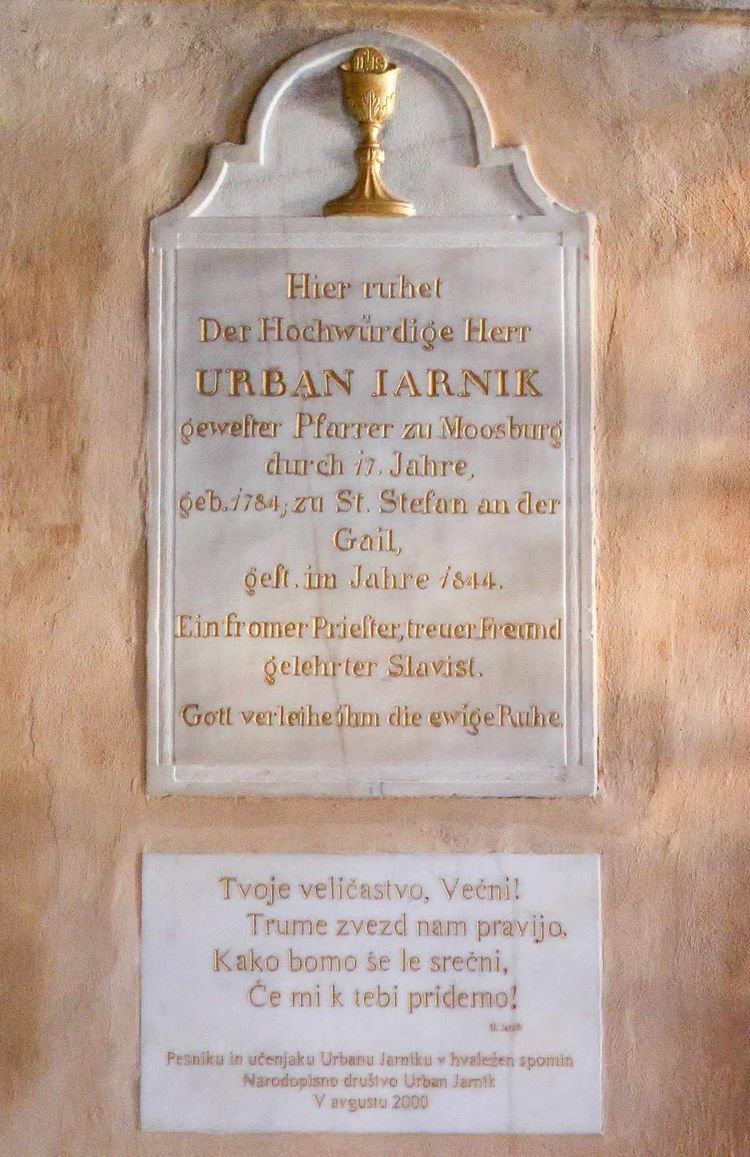 IHS
Hier ruhet
Der Hochwürdige Herr
URBAN IARNIK
geweſter Pfarrer zu Moosburg
durch 17. Jahre,
geb. 1784, zu St. Stefan an der
Gail,
geſt. im Jahre 1844.
Ein fromer Prieſter, treuer Freund
gelehrter Slavist.
Gott verleihe ihm die ewige Ruhe.
Tvoje veličastvo, Večni!
Trume zvezd nam pravijo,
Kako bomo še le srečni,
Če mi k tebi pridemo!
U. Jarnik
Pesniku in učenjaku Urbanu Jarniku v hvaležen spomin
Narodopisno društvo Urban Jarnik
V avgustu 2000